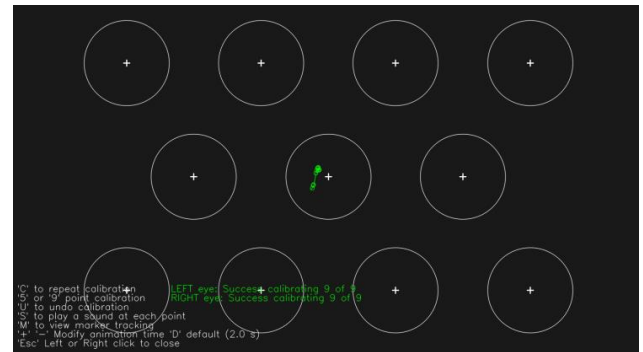 'C' to repeat calibration
LEFT eye: Success calibrating 9 of 9
'5' or '9' point calibration
RIGHT eye: Success calibrating 9 of 9
'U' to undo calibration
'S' to play a sound at each point
'M' to view marker tracking
'+' '-' Modify animation time 'D' default (2.0 s)
'Esc' Left or Right click to close